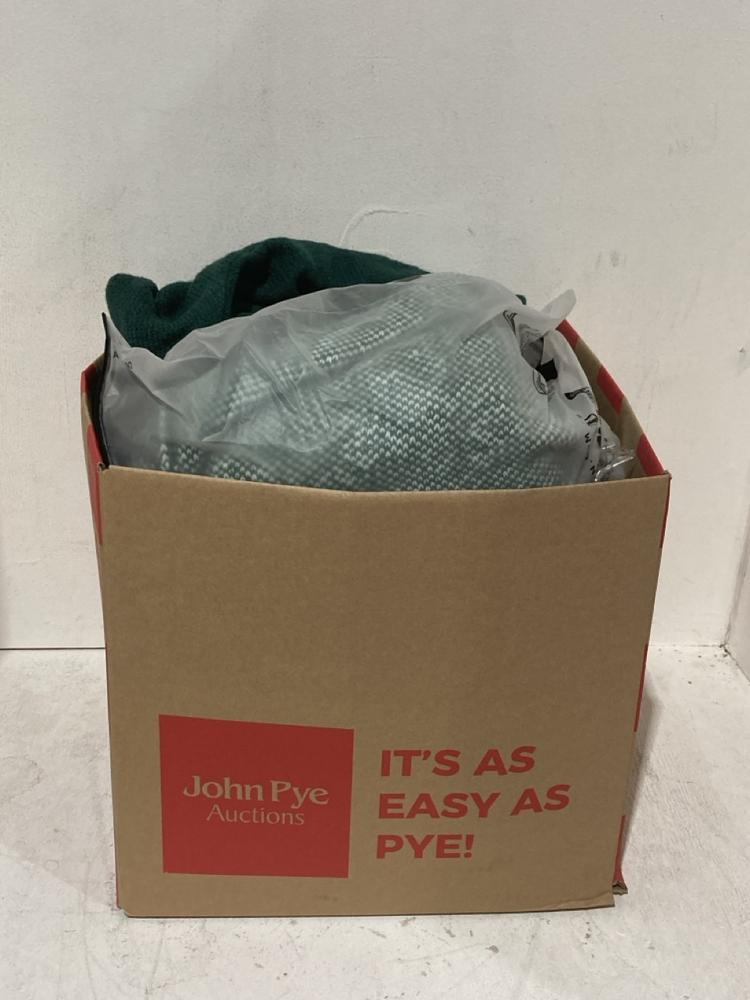 John Pye
Auctions
IT'S AS
EASY AS
PYE!